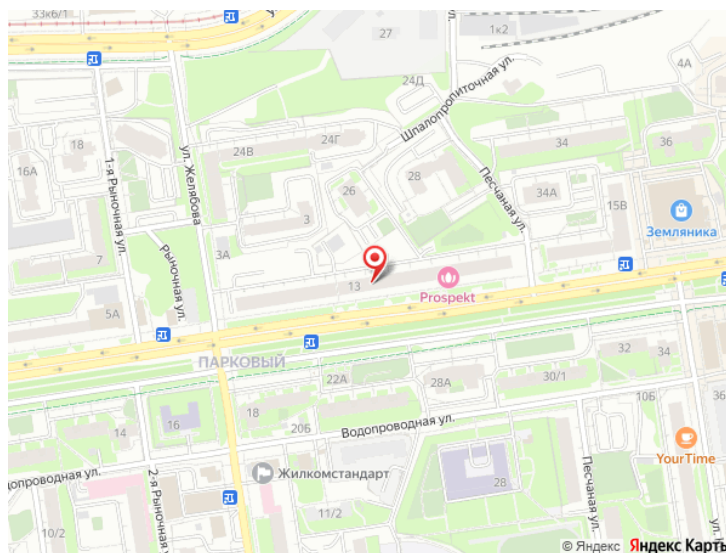 33к6/1
27
1к2
4А
24Д
Шпалопропиточная ул.
ул. Желябова
18
16А
1-я Рыночная ул.
24В
24Г
34
36
28
26
Песчаная ул.
34А
15В
Земляника
3
3А
7
Рыночная ул.
13
Prospekt
5А
ПАРКОВЫЙ
22А
28А
30/1
32
34
18
20Б
16
14
Водопроводная ул.
10Б
YourTime
Жилкомстандарт
2-я Рыночная ул.
28
Песчаная ул.
11/2
10/2
© Яндекс Яндекс Карты